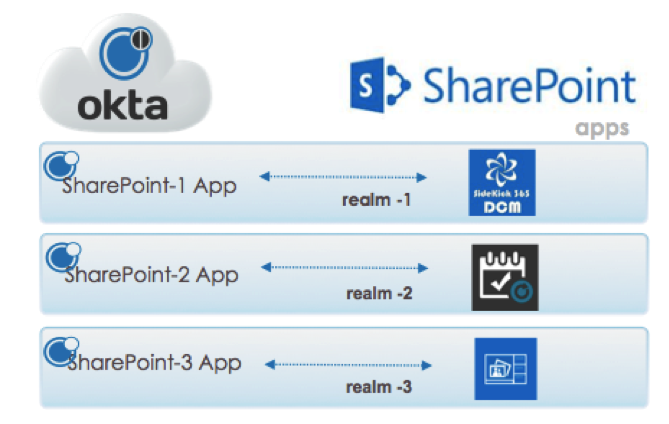 okta
S SharePoint
apps
SharePoint-1 App
realm -1
SideKick 365
DCM
SharePoint-2 App
realm -2
SharePoint-3 App
realm -3